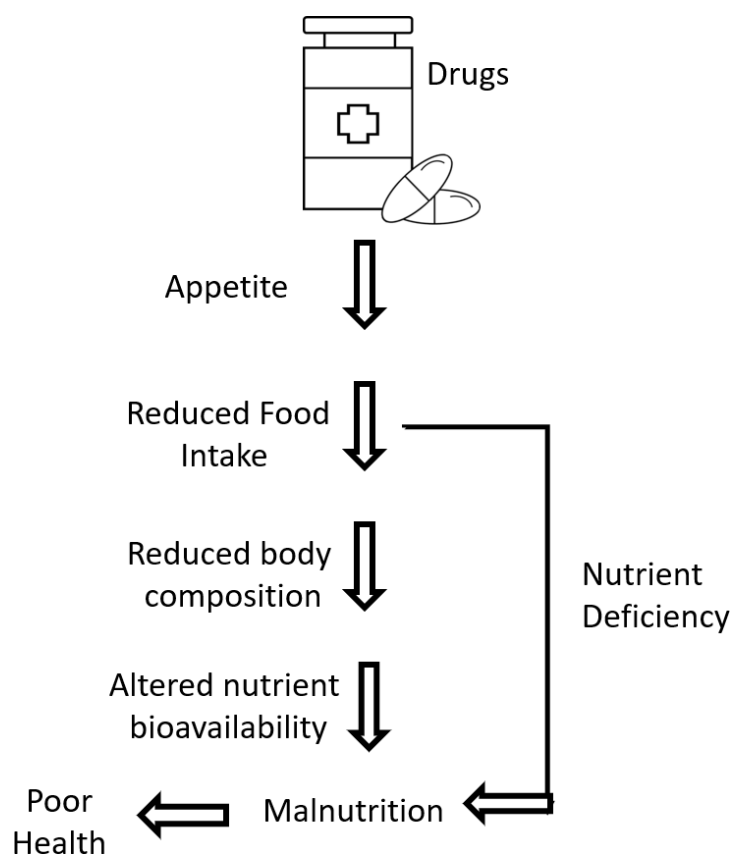 Drugs
Appetite
Reduced Food
Intake
Reduced body
composition
Nutrient
Deficiency
Altered nutrient
bioavailability
Malnutrition
Poor
Health